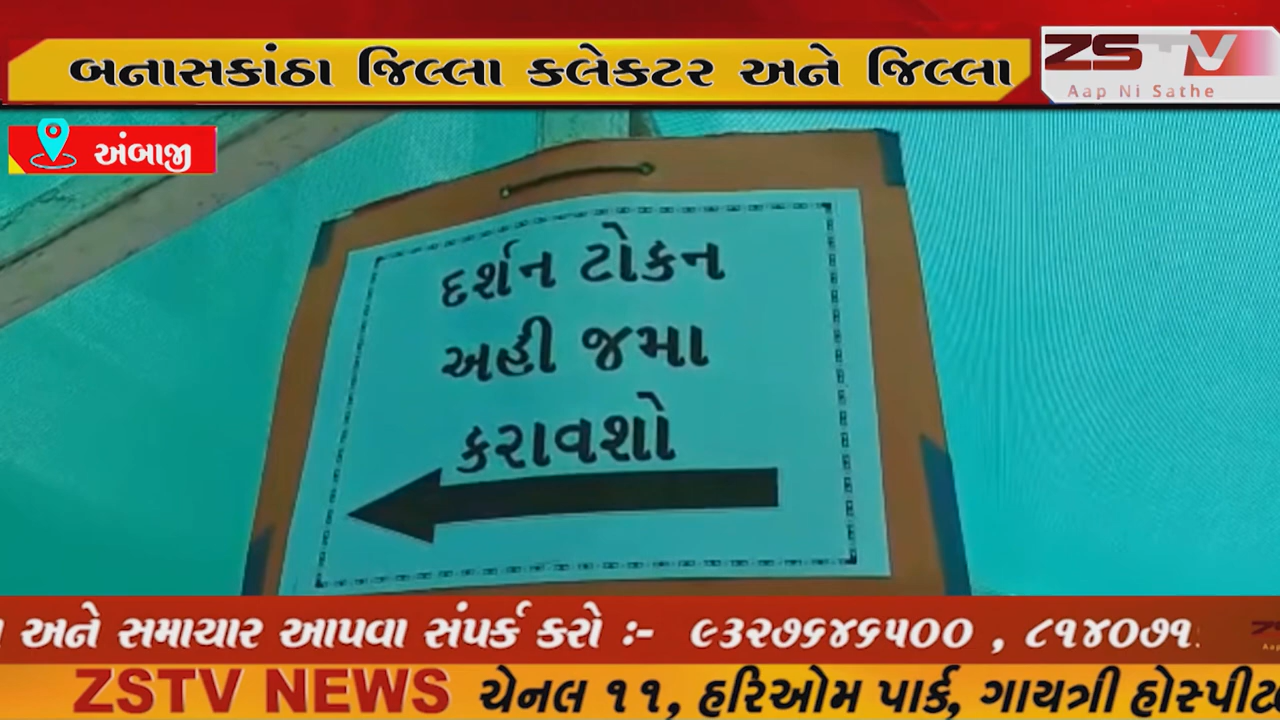 બનાસકાંઠા જિલ્લા કલેકટર અને જિલ્લા
ZSTV
Aap Ni Sathe
અંબાજી
દર્શન ટોકન
અહી જમા
કરાવશો
અને સમાચાર આપવા સંપર્ક કરો :- ૯૩૨૭૬૪૬૫૦૦ , ૮૧૪૦૭૧
ZSTV NEWS ચેનલ ૧૧, હરિઓમ પાર્ક, ગાયત્રી